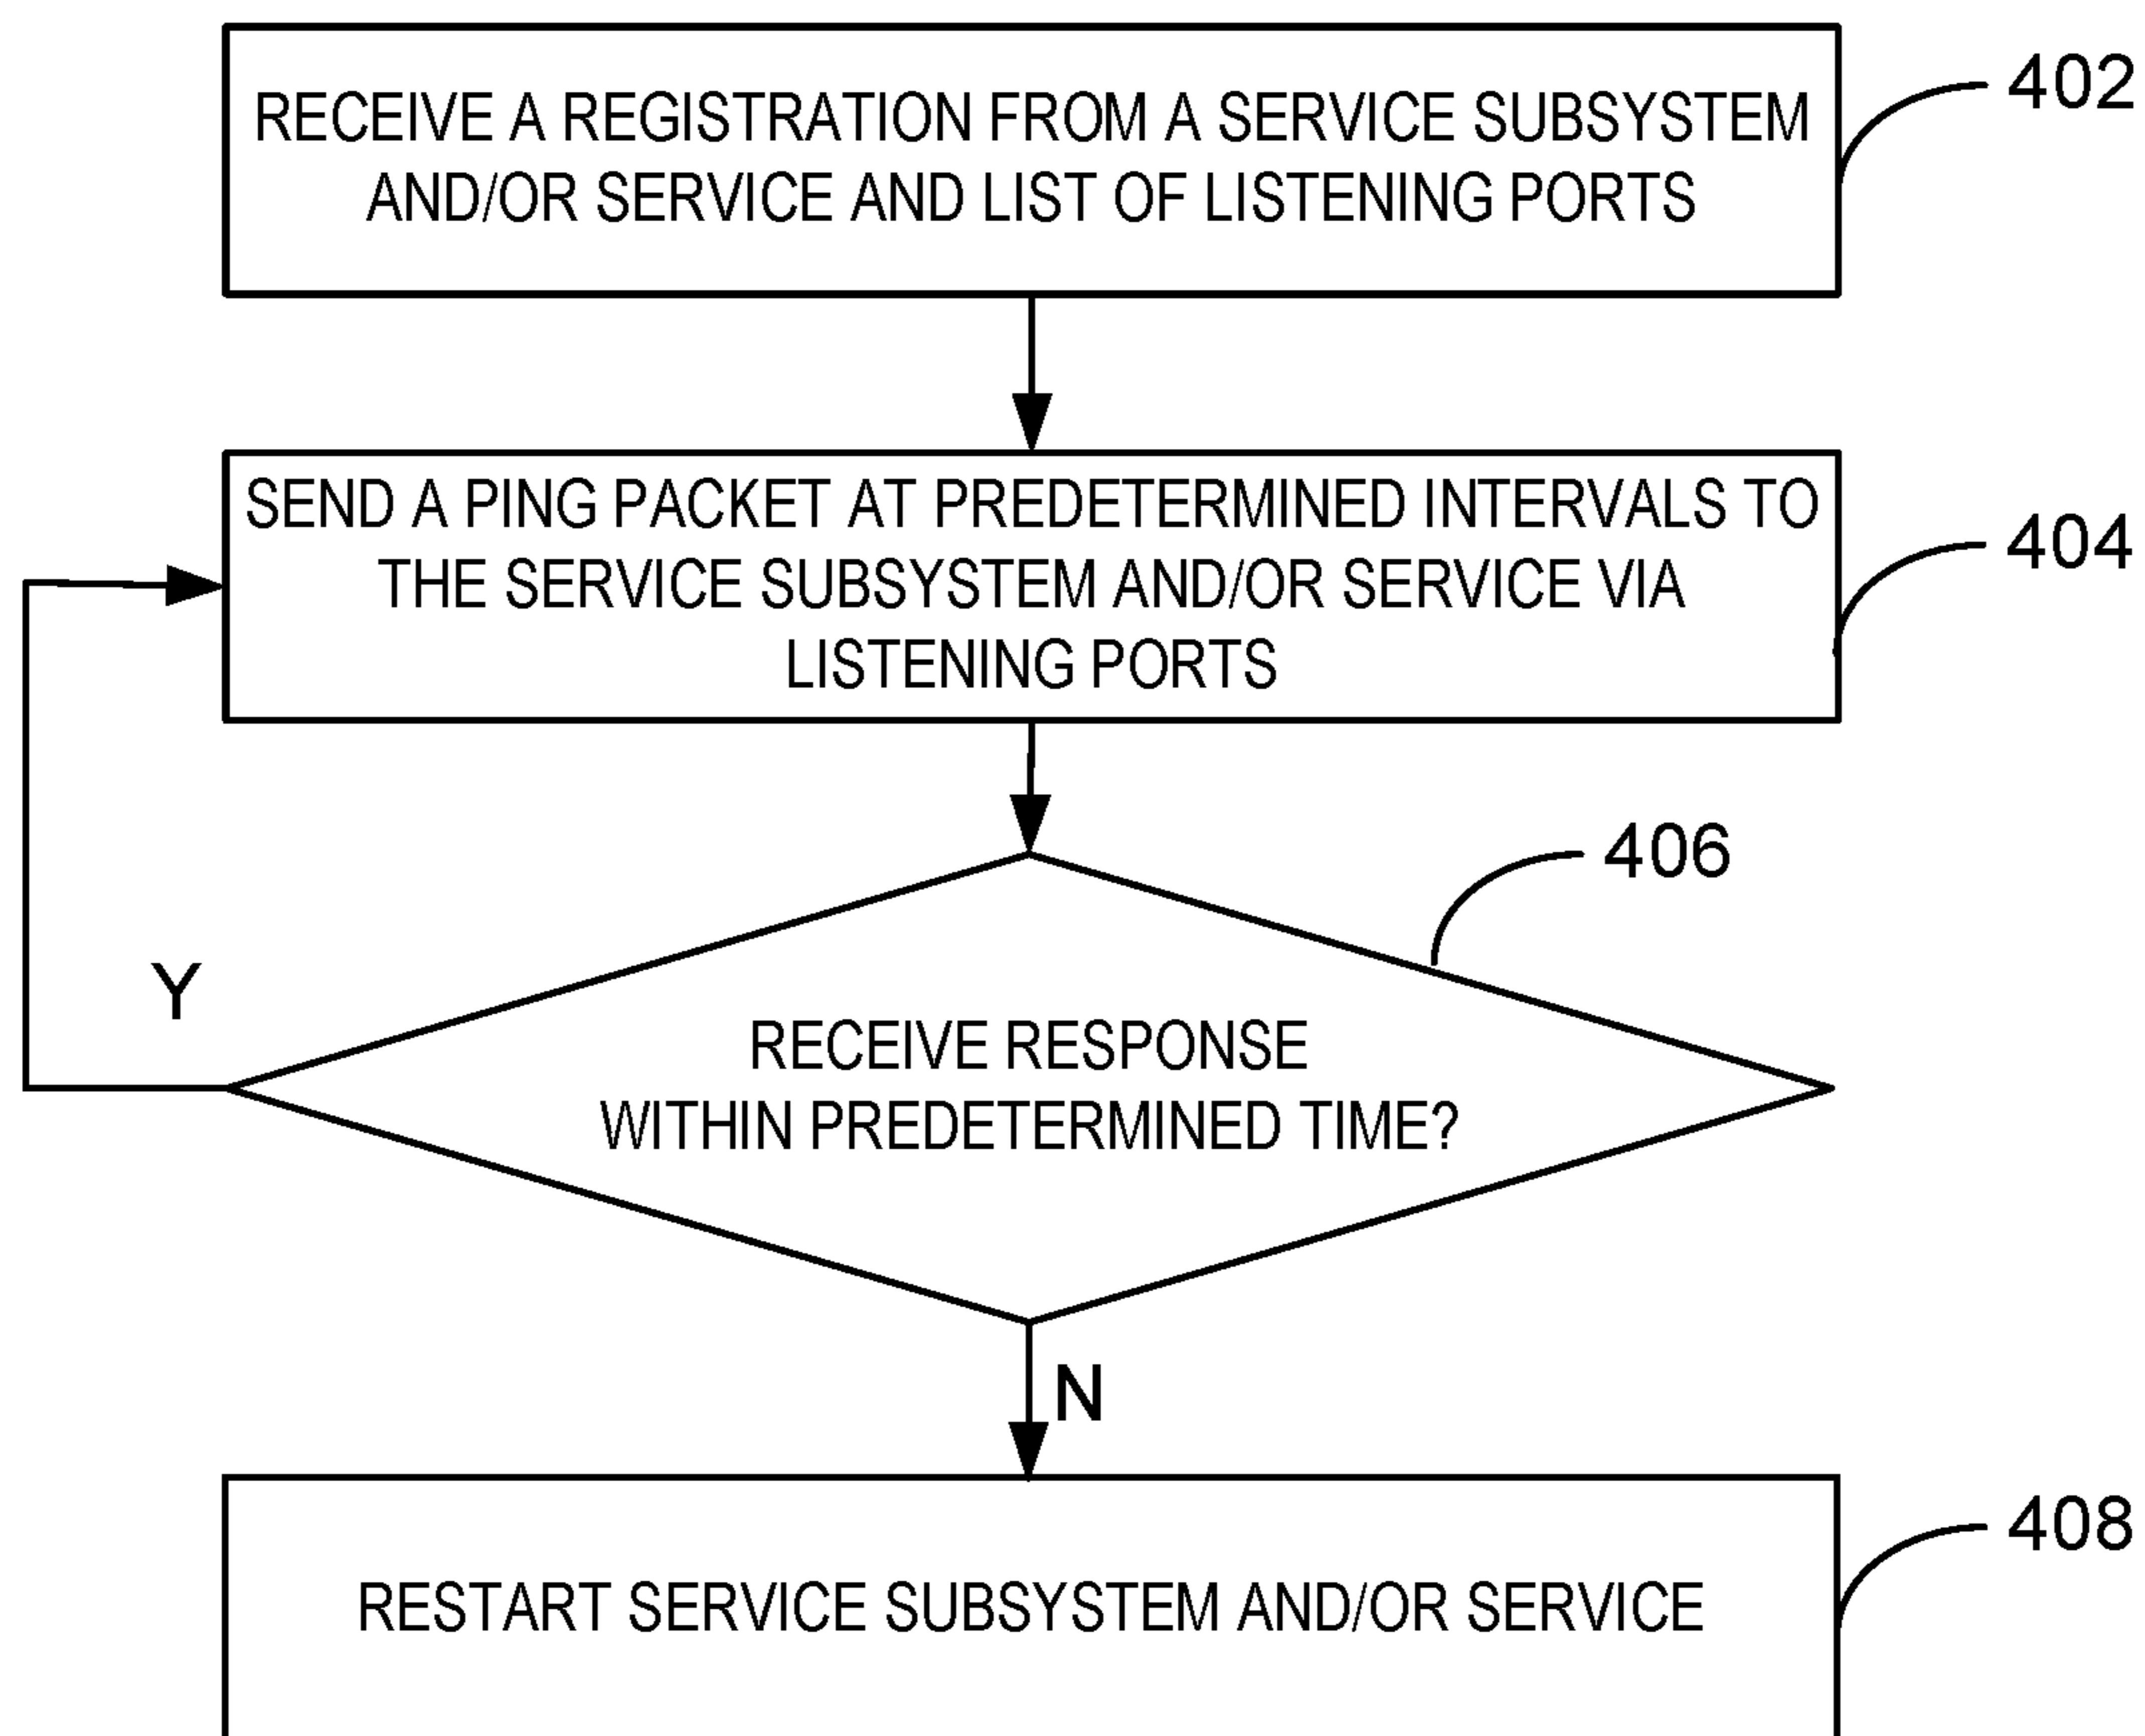 RECEIVE A REGISTRATION FROM A SERVICE SUBSYSTEM
AND/OR SERVICE AND LIST OF LISTENING PORTS
402
SEND A PING PACKET AT PREDETERMINED INTERVALS TO
THE SERVICE SUBSYSTEM AND/OR SERVICE VIA
LISTENING PORTS
404
406
Y
RECEIVE RESPONSE
WITHIN PREDETERMINED TIME?
N
408
RESTART SERVICE SUBSYSTEM AND/OR SERVICE